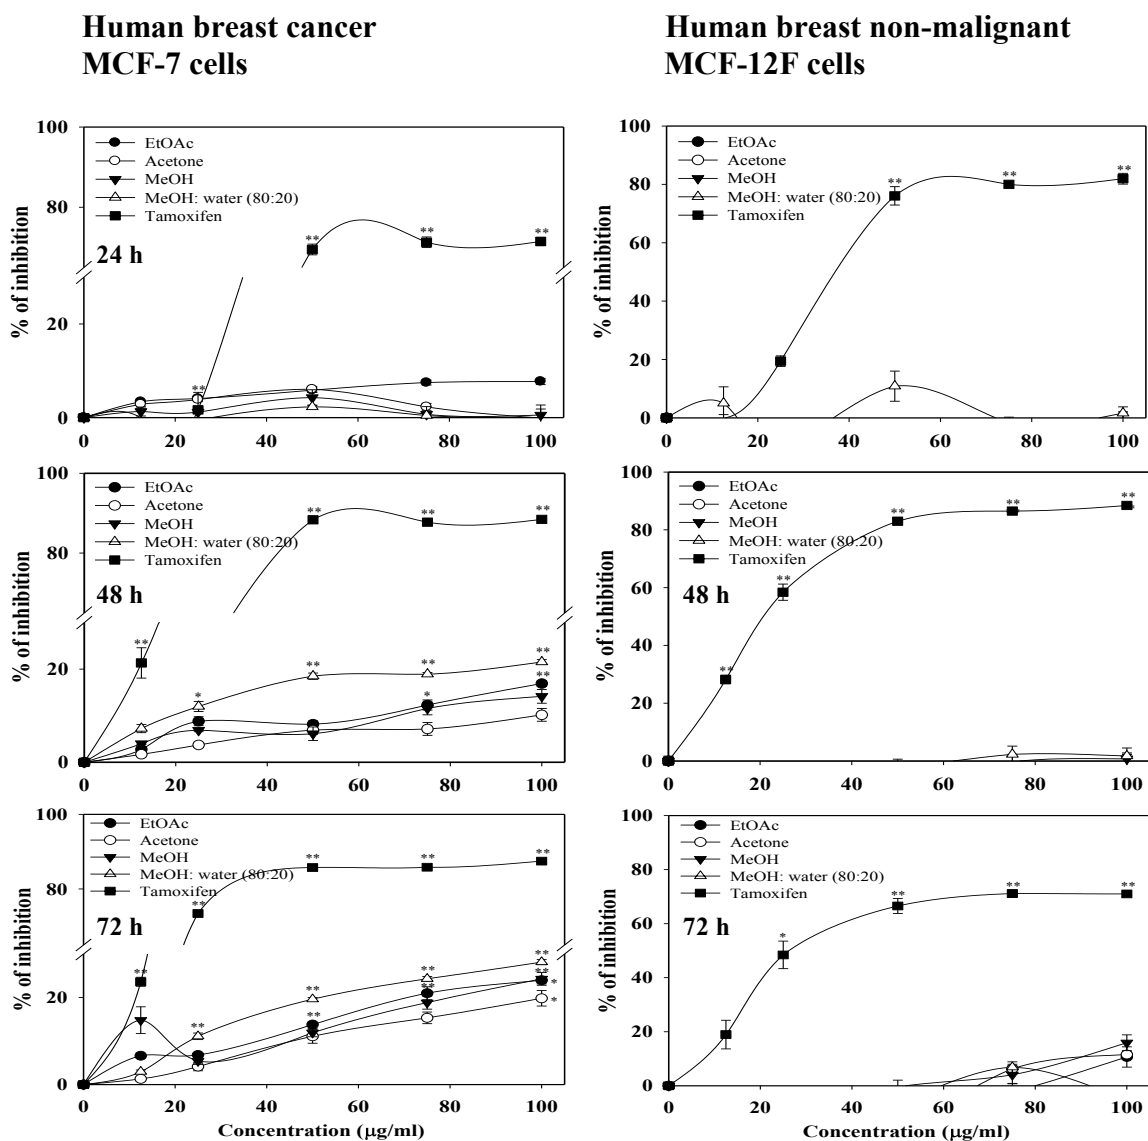 Human breast cancer
MCF-7 cells
Human breast non-malignant
MCF-12F cells
% of inhibition
100
80
20
0
EtOAc
Acetone
MeOH
MeOH: water (80:20)
Tamoxifen
24 h
** ** ** **
0 20 40 60 80 100
% of inhibition
100
80
60
40
20
0
EtOAc
Acetone
MeOH
MeOH: water (80:20)
Tamoxifen
** ** **
0 20 40 60 80 100
% of inhibition
100
80
20
0
EtOAc
Acetone
MeOH
MeOH: water (80:20)
Tamoxifen
48 h
** ** ** **
* ** ** **
* **
0 20 40 60 80 100
% of inhibition
100
80
60
40
20
0
EtOAc
Acetone
MeOH
MeOH: water (80:20)
Tamoxifen
48 h
** ** ** ** **
0 20 40 60 80 100
% of inhibition
100
80
20
0
EtOAc
Acetone
MeOH
MeOH: water (80:20)
Tamoxifen
72 h
** ** ** ** **
** ** ** **
** ** **
*
*
0 20 40 60 80 100
Concentration (µg/ml)
% of inhibition
100
80
60
40
20
0
EtOAc
Acetone
MeOH
MeOH: water (80:20)
Tamoxifen
72 h
* ** ** **
0 20 40 60 80 100
Concentration (µg/ml)